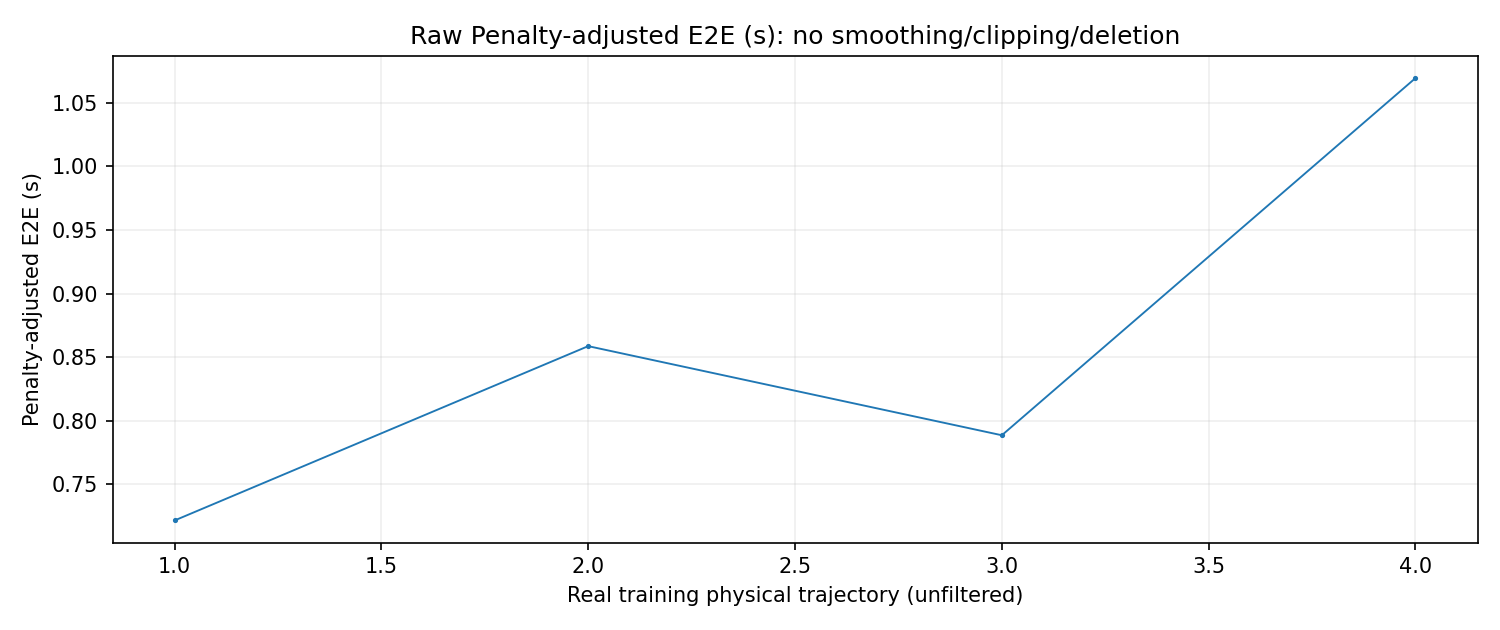 Raw Penalty-adjusted E2E (s): no smoothing/clipping/deletion
Penalty-adjusted E2E (s)
1.05
1.00
0.95
0.90
0.85
0.80
0.75
1.0 1.5 2.0 2.5 3.0 3.5 4.0
Real training physical trajectory (unfiltered)